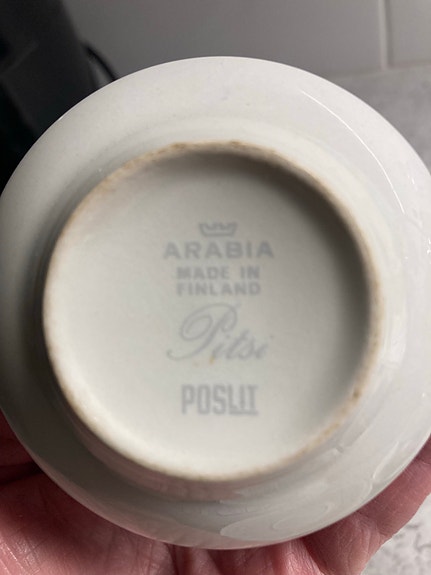 ARABIA
MADE IN
FINLAND
Pitsi
POSLIT